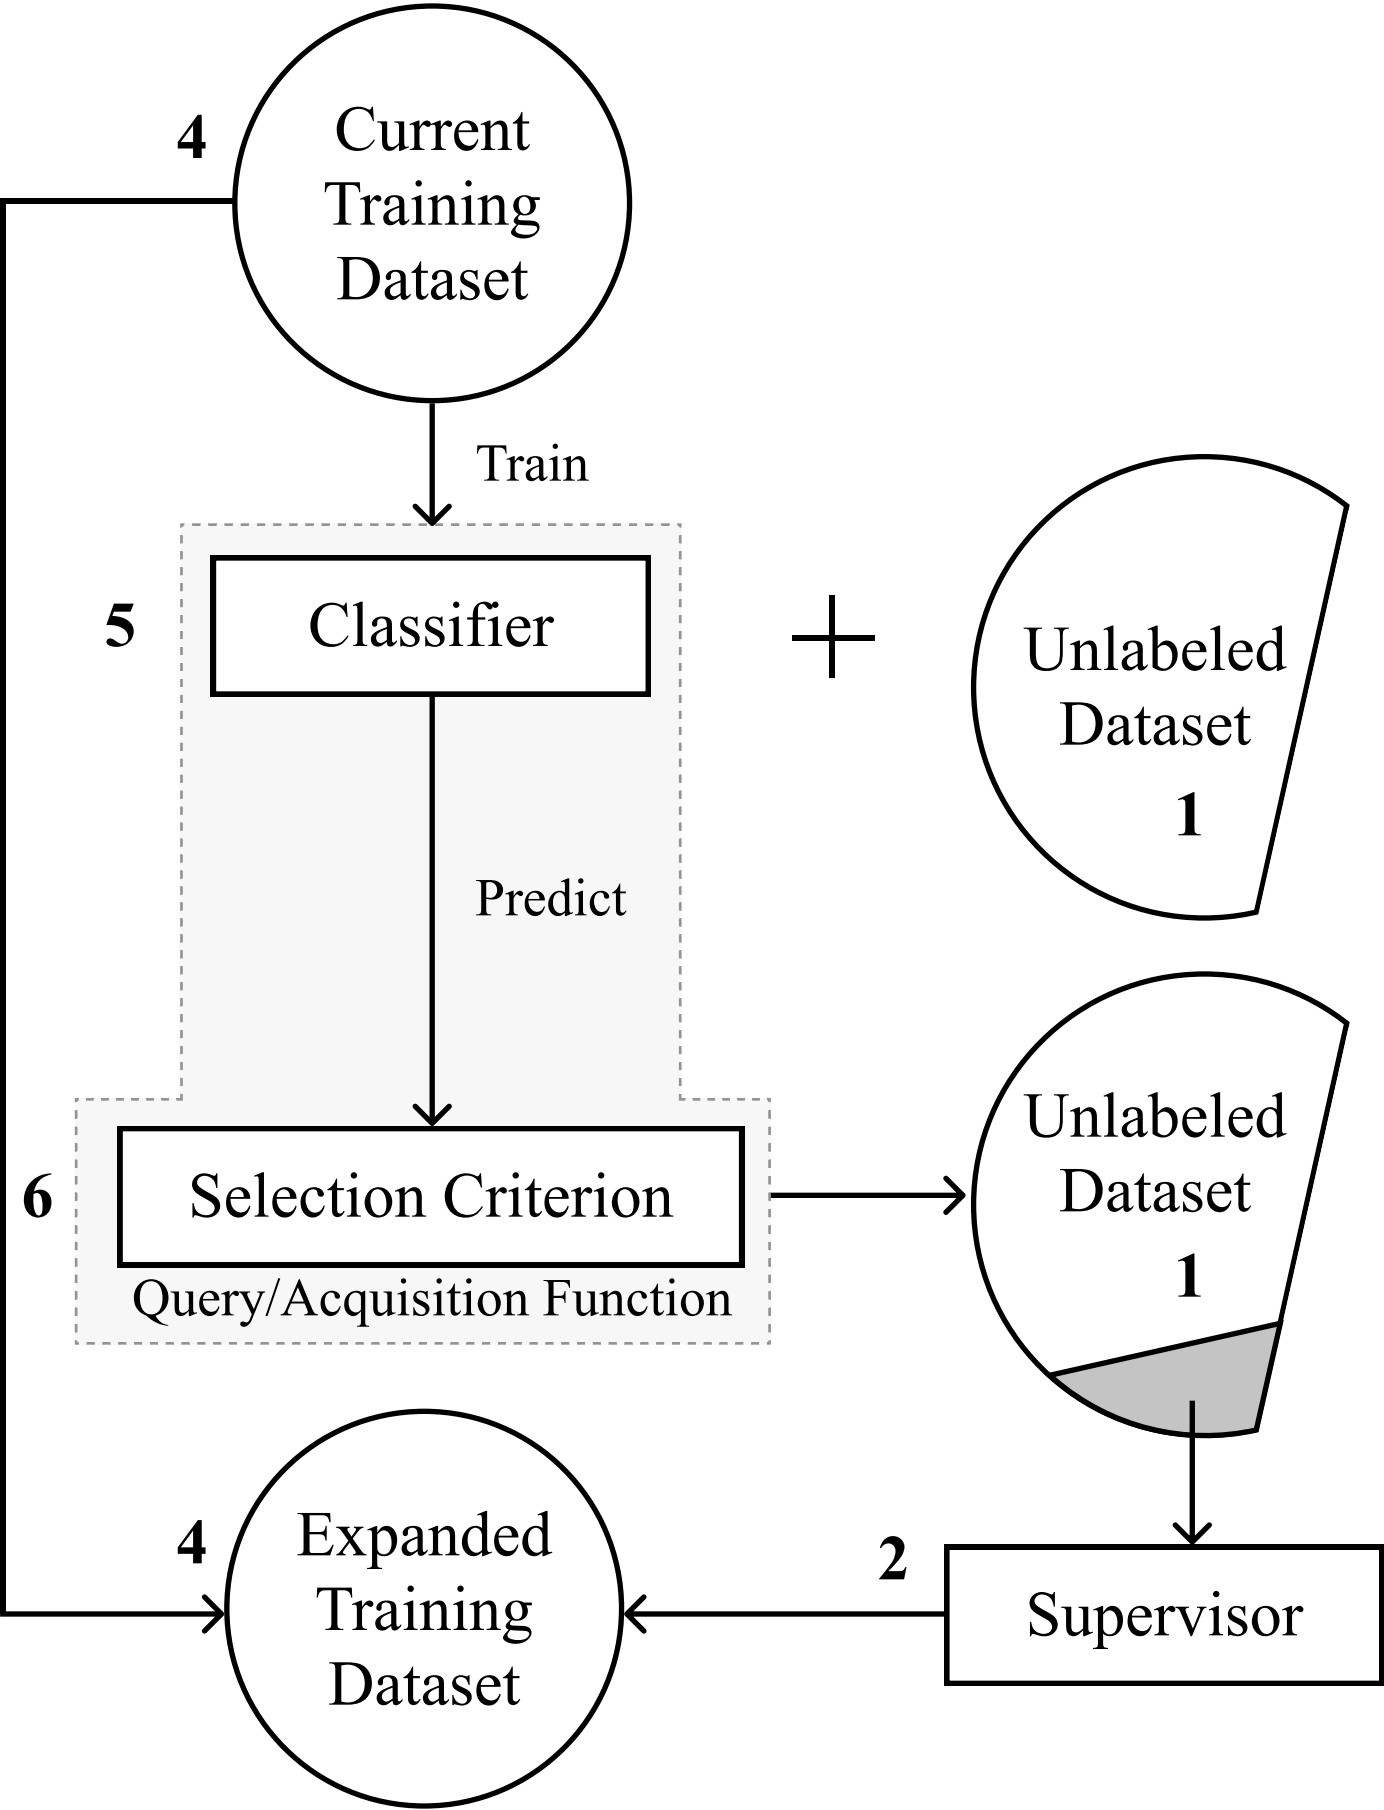 4
Current
Training
Dataset
Train
5
Classifier
Unlabeled
Dataset
1
Predict
6
Selection Criterion
Query/Acquisition Function
Unlabeled
Dataset
1
4
Expanded
Training
Dataset
2
Supervisor